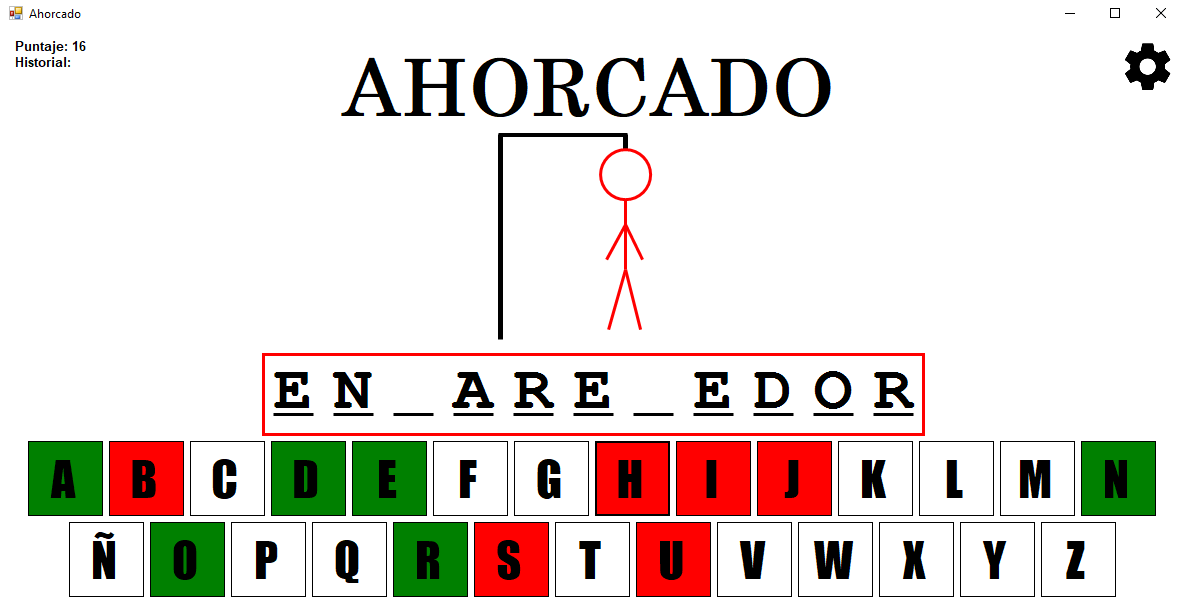 Ahorcado
Puntaje: 16
Historial:
AHORCADO
E N _ A R E _ E D O R
A B C D E F G H I J K L M N
Ñ O P Q R S T U V W X Y Z